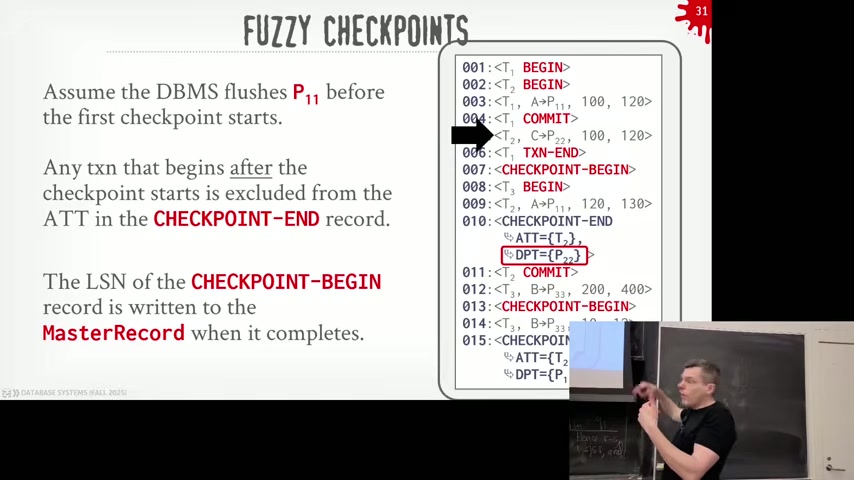 FUZZY CHECKPOINTS
31
Assume the DBMS flushes P11 before
the first checkpoint starts.
Any txn that begins after the
checkpoint starts is excluded from the
ATT in the CHECKPOINT-END record.
The LSN of the CHECKPOINT-BEGIN
record is written to the
MasterRecord when it completes.
001:<T1 BEGIN>
002:<T2 BEGIN>
003:<T1, A→P11, 100, 120>
004:<T1 COMMIT>
<T2, C→P22, 100, 120>
006:<T1 TXN-END>
007:<CHECKPOINT-BEGIN>
008:<T3 BEGIN>
009:<T2, A→P11, 120, 130>
010:<CHECKPOINT-END
ATT={T2},
DPT={P22}>
011:<T2 COMMIT>
012:<T3, B→P33, 200, 400>
013:<CHECKPOINT-BEGIN>
014:<T3, B→P33,
015:<CHECKPOIN
ATT={T2
DPT={P1
DATABASE SYSTEMS (FALL 2025)